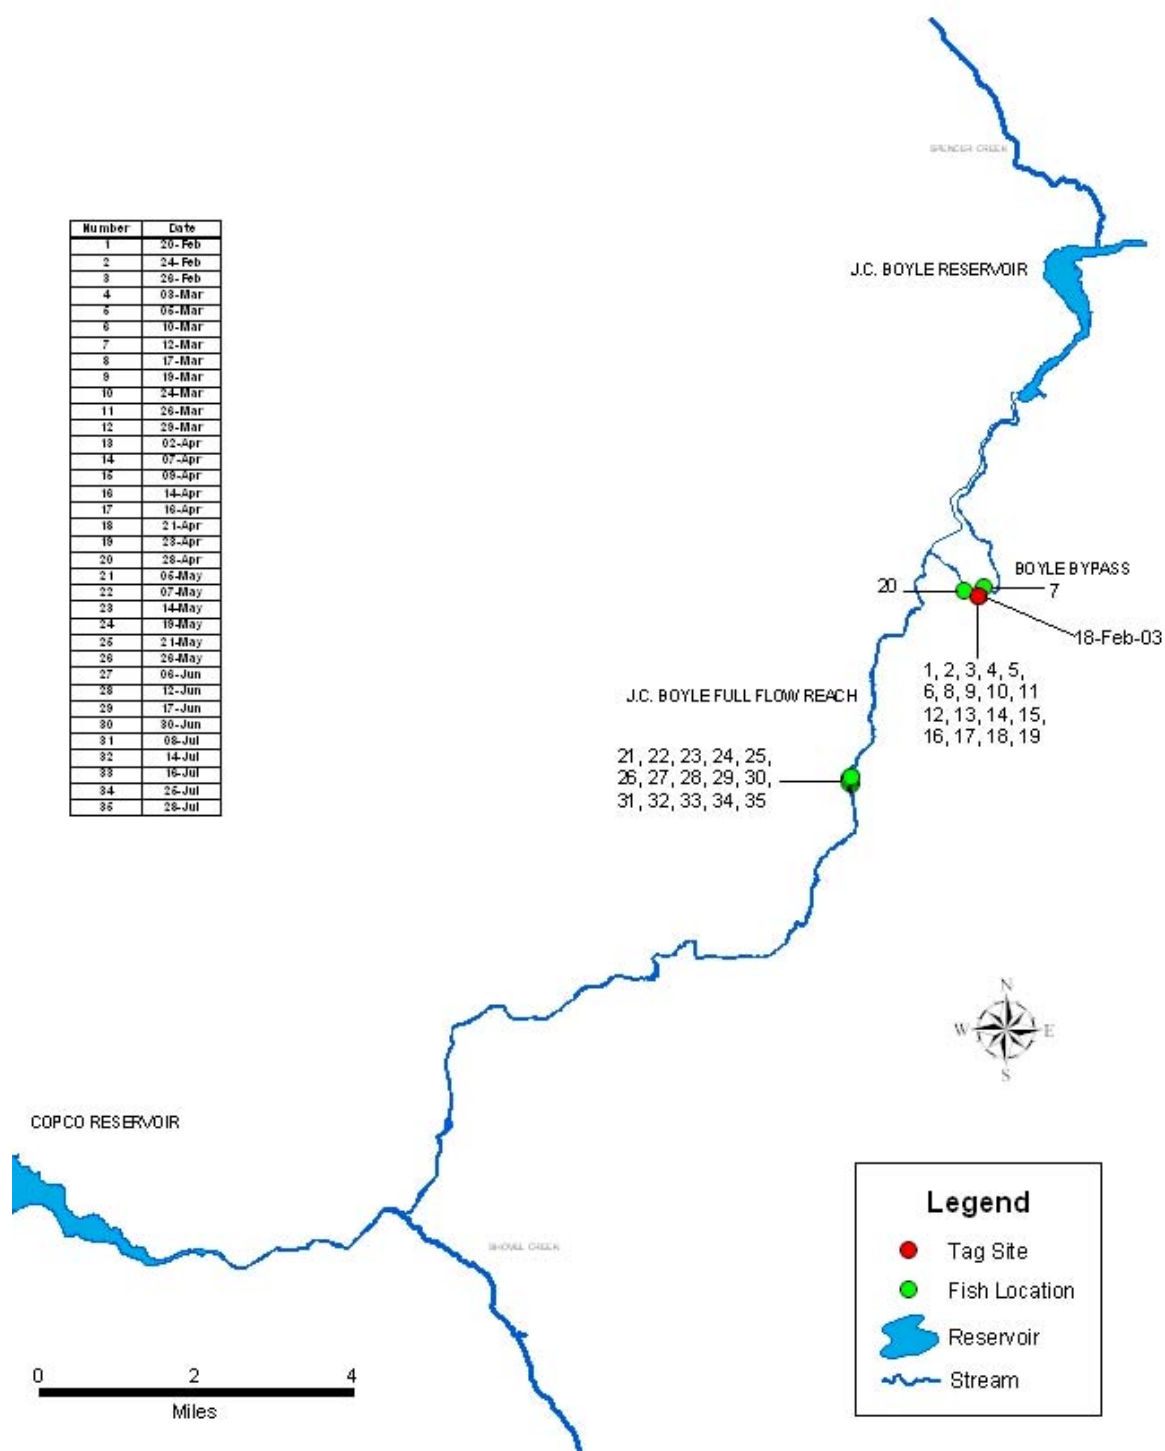 SPENCER CREEK
J.C. BOYLE RESERVOIR
Number Date
1 20-Feb
2 24-Feb
3 26-Feb
4 03-Mar
5 05-Mar
6 10-Mar
7 12-Mar
8 17-Mar
9 19-Mar
10 24-Mar
11 26-Mar
12 29-Mar
13 02-Apr
14 07-Apr
15 09-Apr
16 14-Apr
17 16-Apr
18 21-Apr
19 23-Apr
20 28-Apr
21 05-May
22 07-May
23 14-May
24 19-May
25 21-May
26 26-May
27 06-Jun
28 12-Jun
29 17-Jun
30 30-Jun
31 08-Jul
32 14-Jul
33 16-Jul
34 25-Jul
35 28-Jul
BOYLE BYPASS
20
7
18-Feb-03
1, 2, 3, 4, 5,
6, 8, 9, 10, 11
12, 13, 14, 15,
16, 17, 18, 19
J.C. BOYLE FULL FLOW REACH
21, 22, 23, 24, 25,
26, 27, 28, 29, 30,
31, 32, 33, 34, 35
N
W E
S
COPCO RESERVOIR
SHOVEL CREEK
Legend
Tag Site
Fish Location
Reservoir
Stream
0 2 4
Miles